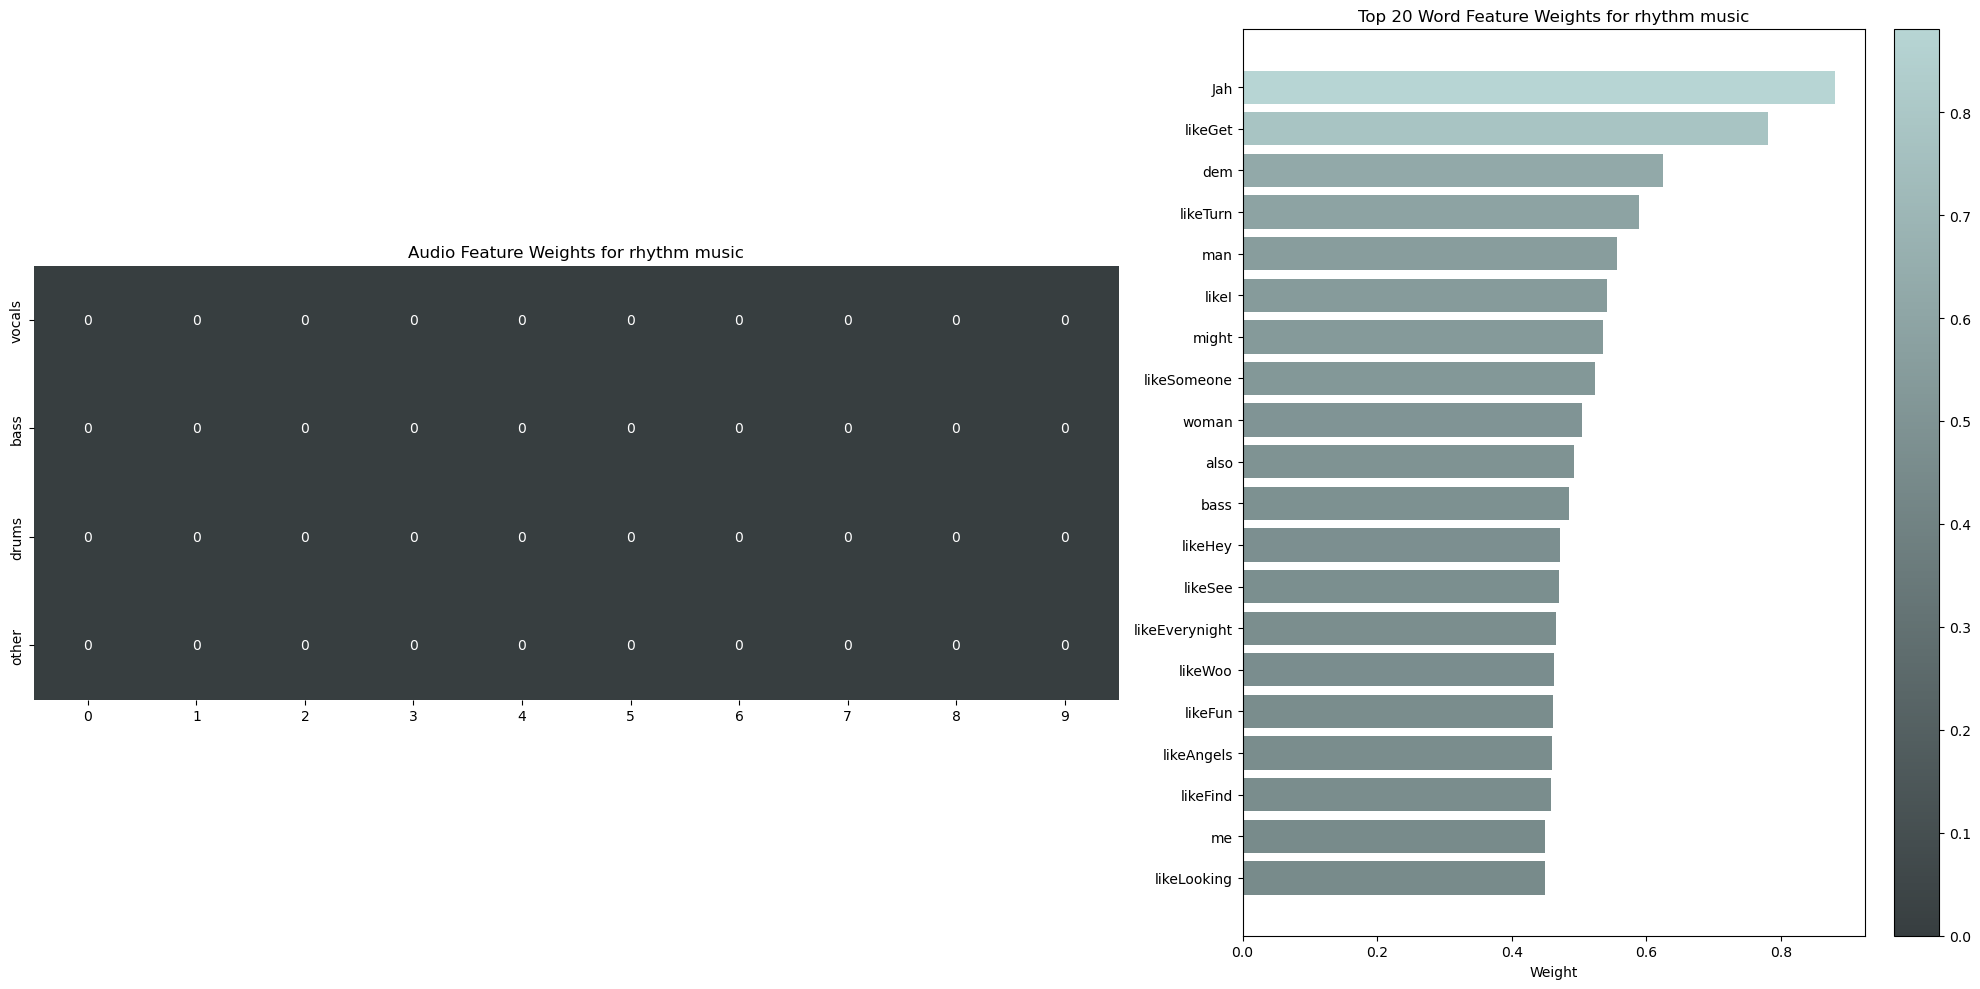 Audio Feature Weights for rhythm music
vocals 0 0 0 0 0 0 0 0 0 0
bass 0 0 0 0 0 0 0 0 0 0
drums 0 0 0 0 0 0 0 0 0 0
other 0 0 0 0 0 0 0 0 0 0
0 1 2 3 4 5 6 7 8 9
Top 20 Word Feature Weights for rhythm music
Jah
likeGet
dem
likeTurn
man
likeI
might
likeSomeone
woman
also
bass
likeHey
likeSee
likeEverynight
likeWoo
likeFun
likeAngels
likeFind
me
likeLooking
0.0 0.2 0.4 0.6 0.8
Weight
0.8
0.7
0.6
0.5
0.4
0.3
0.2
0.1
0.0